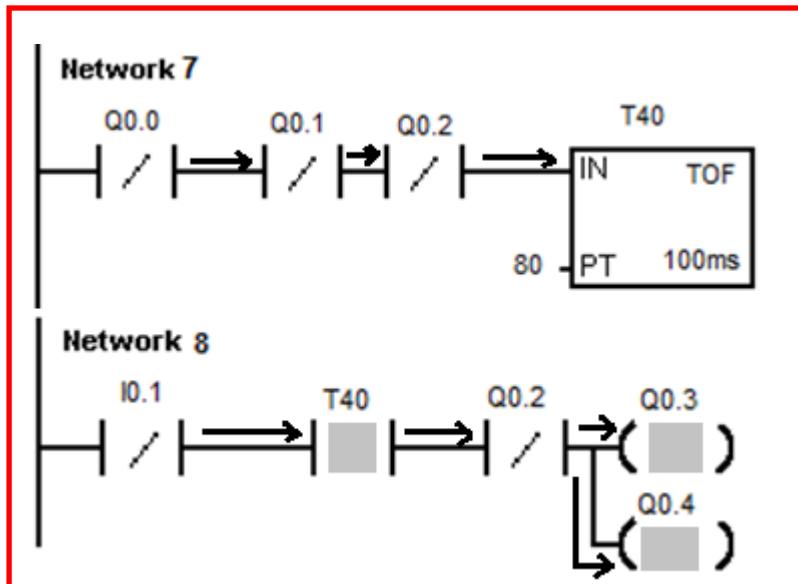 Network 7
Q0.0 Q0.1 Q0.2 T40
IN TOF
80 PT 100ms
Network 8
I0.1 T40 Q0.2 Q0.3
Q0.4